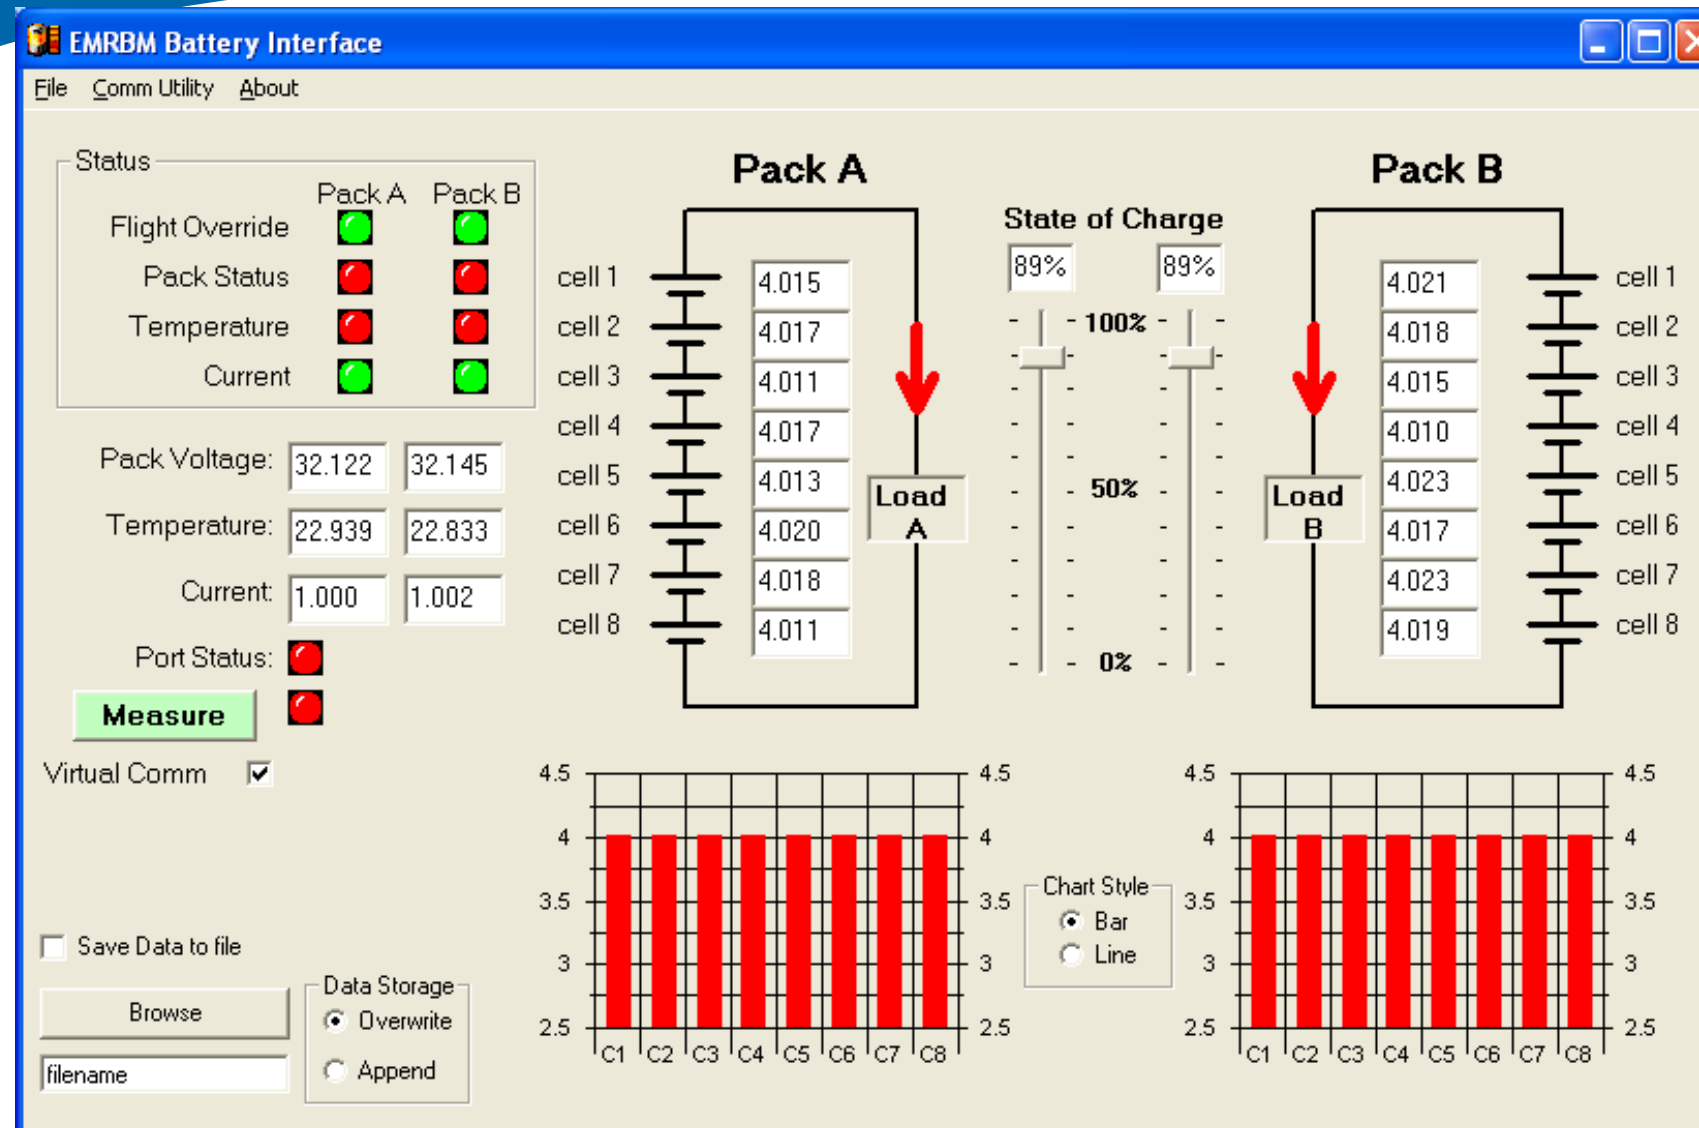 EMRBM Battery Interface
File Comm Utility About
Status
Pack A Pack B
Flight Override
Pack Status
Temperature
Current
Pack Voltage: 32.122 32.145
Temperature: 22.939 22.833
Current: 1.000 1.002
Port Status:
Measure
Virtual Comm
Save Data to file
Browse
filename
Data Storage
Overwrite
Append
Pack A
cell 1 4.015
cell 2 4.017
cell 3 4.011
cell 4 4.017
cell 5 4.013
cell 6 4.020
cell 7 4.018
cell 8 4.011
Load
A
State of Charge
89% 89%
100%
50%
0%
Pack B
4.021 cell 1
4.018 cell 2
4.015 cell 3
4.010 cell 4
4.023 cell 5
4.017 cell 6
4.023 cell 7
4.019 cell 8
Load
B
4.5 4.5
4 4
3.5 3.5
3 3
2.5 2.5
C1 C2 C3 C4 C5 C6 C7 C8
Chart Style
Bar
Line
4.5 4.5
4 4
3.5 3.5
3 3
2.5 2.5
C1 C2 C3 C4 C5 C6 C7 C8